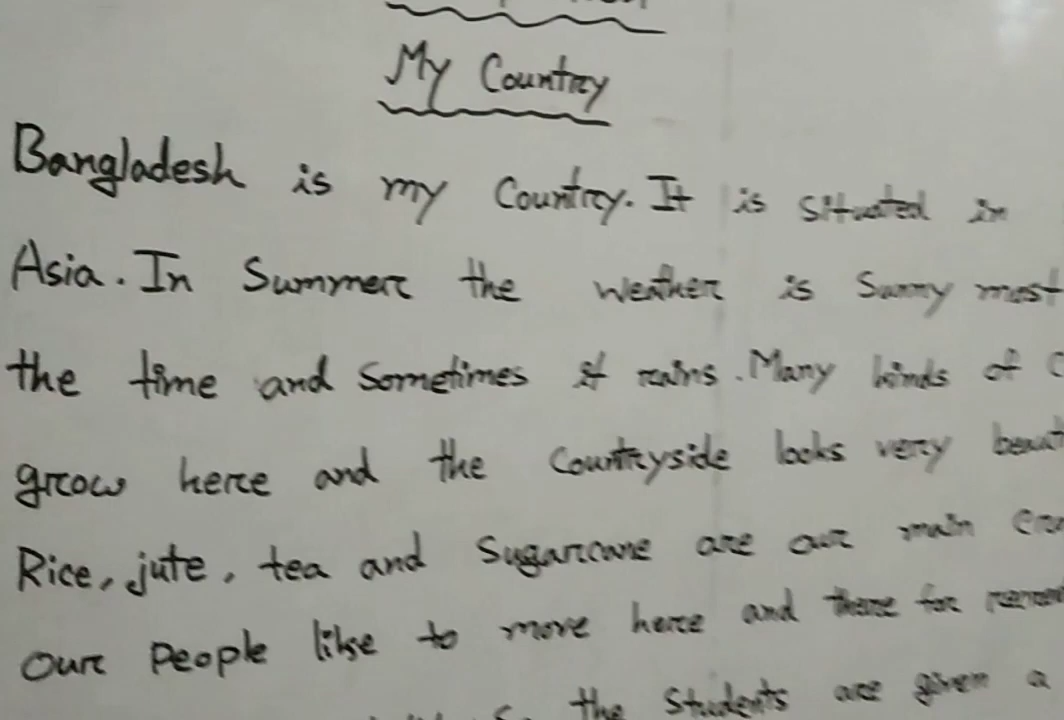 My Country
Bangladesh is my Country. It is situated in
Asia. In Summer the weather is Sunny most
the time and Sometimes it rains. Many kinds of
grow here and the Countryside looks very
Rice, jute, tea and Sugarcane are our main
Our People like to move here and there for
the Students are given a